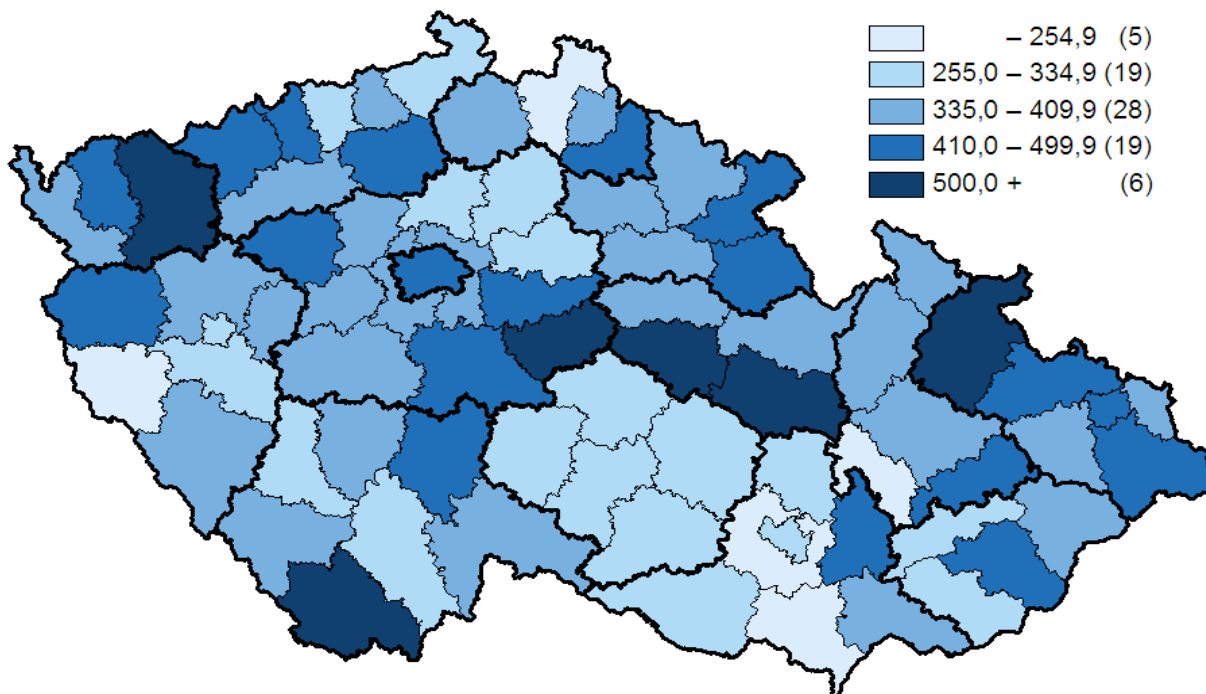 – 254,9 (5)
255,0 – 334,9 (19)
335,0 – 409,9 (28)
410,0 – 499,9 (19)
500,0 + (6)